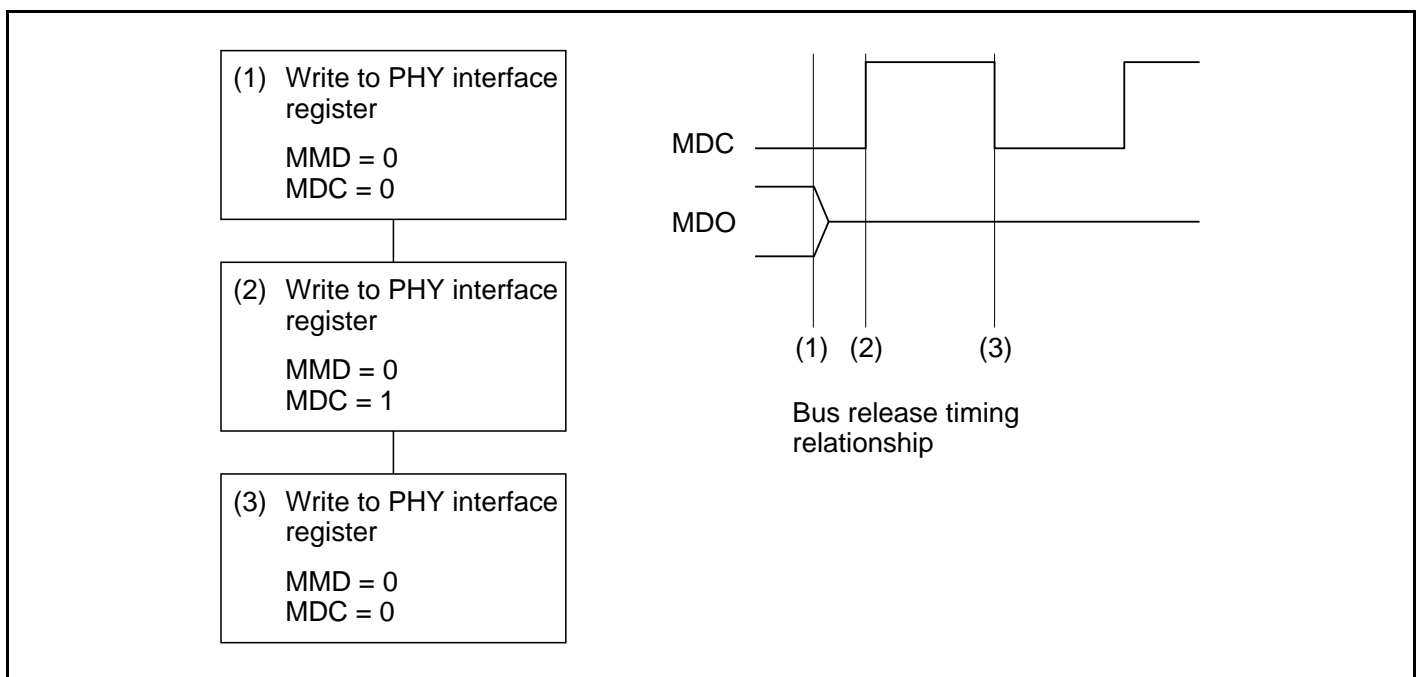 (1) Write to PHY interface
register
MMD = 0
MDC = 0
(2) Write to PHY interface
register
MMD = 0
MDC = 1
(3) Write to PHY interface
register
MMD = 0
MDC = 0
MDC
MDO
(1) (2) (3)
Bus release timing
relationship